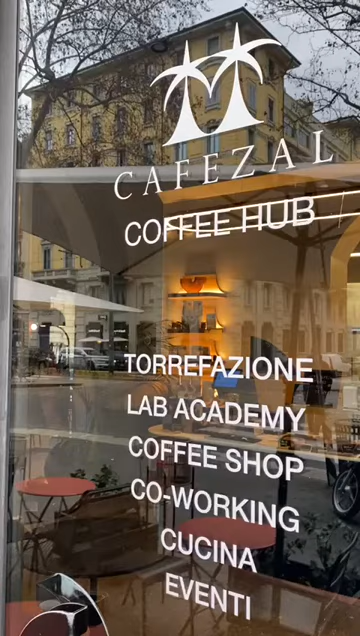 CAFEZAL
COFFEE HUB
TORREFAZIONE
LAB ACADEMY
COFFEE SHOP
CO-WORKING
CUCINA
EVENTI